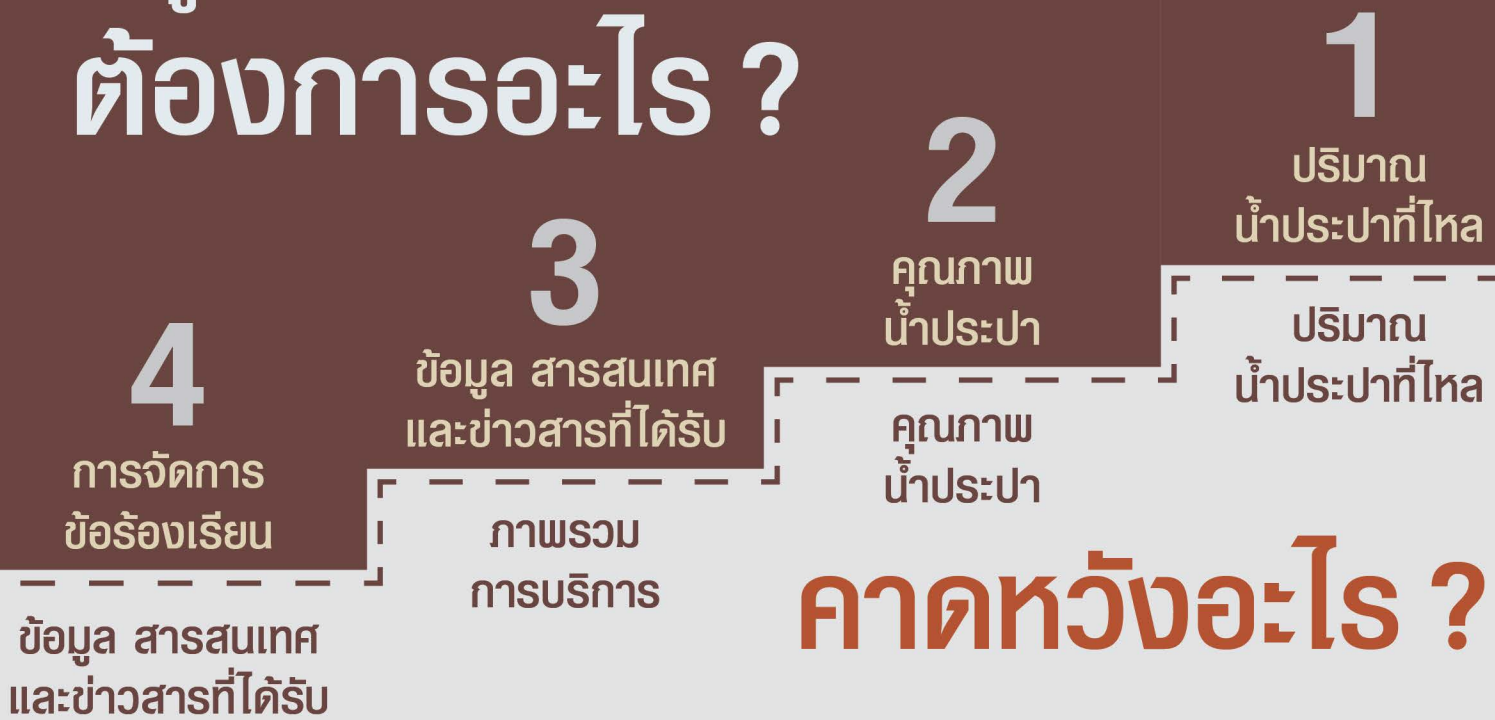 ต้องการอะไร ?
1
ปริมาณ
น้ำประปาที่ไหล
2
คุณภาพ
น้ำประปา
3
ข้อมูล สารสนเทศ
และข่าวสารที่ได้รับ
4
การจัดการ
ข้อร้องเรียน
ปริมาณ
น้ำประปาที่ไหล
คุณภาพ
น้ำประปา
ภาพรวม
การบริการ
ข้อมูล สารสนเทศ
และข่าวสารที่ได้รับ
คาดหวังอะไร ?